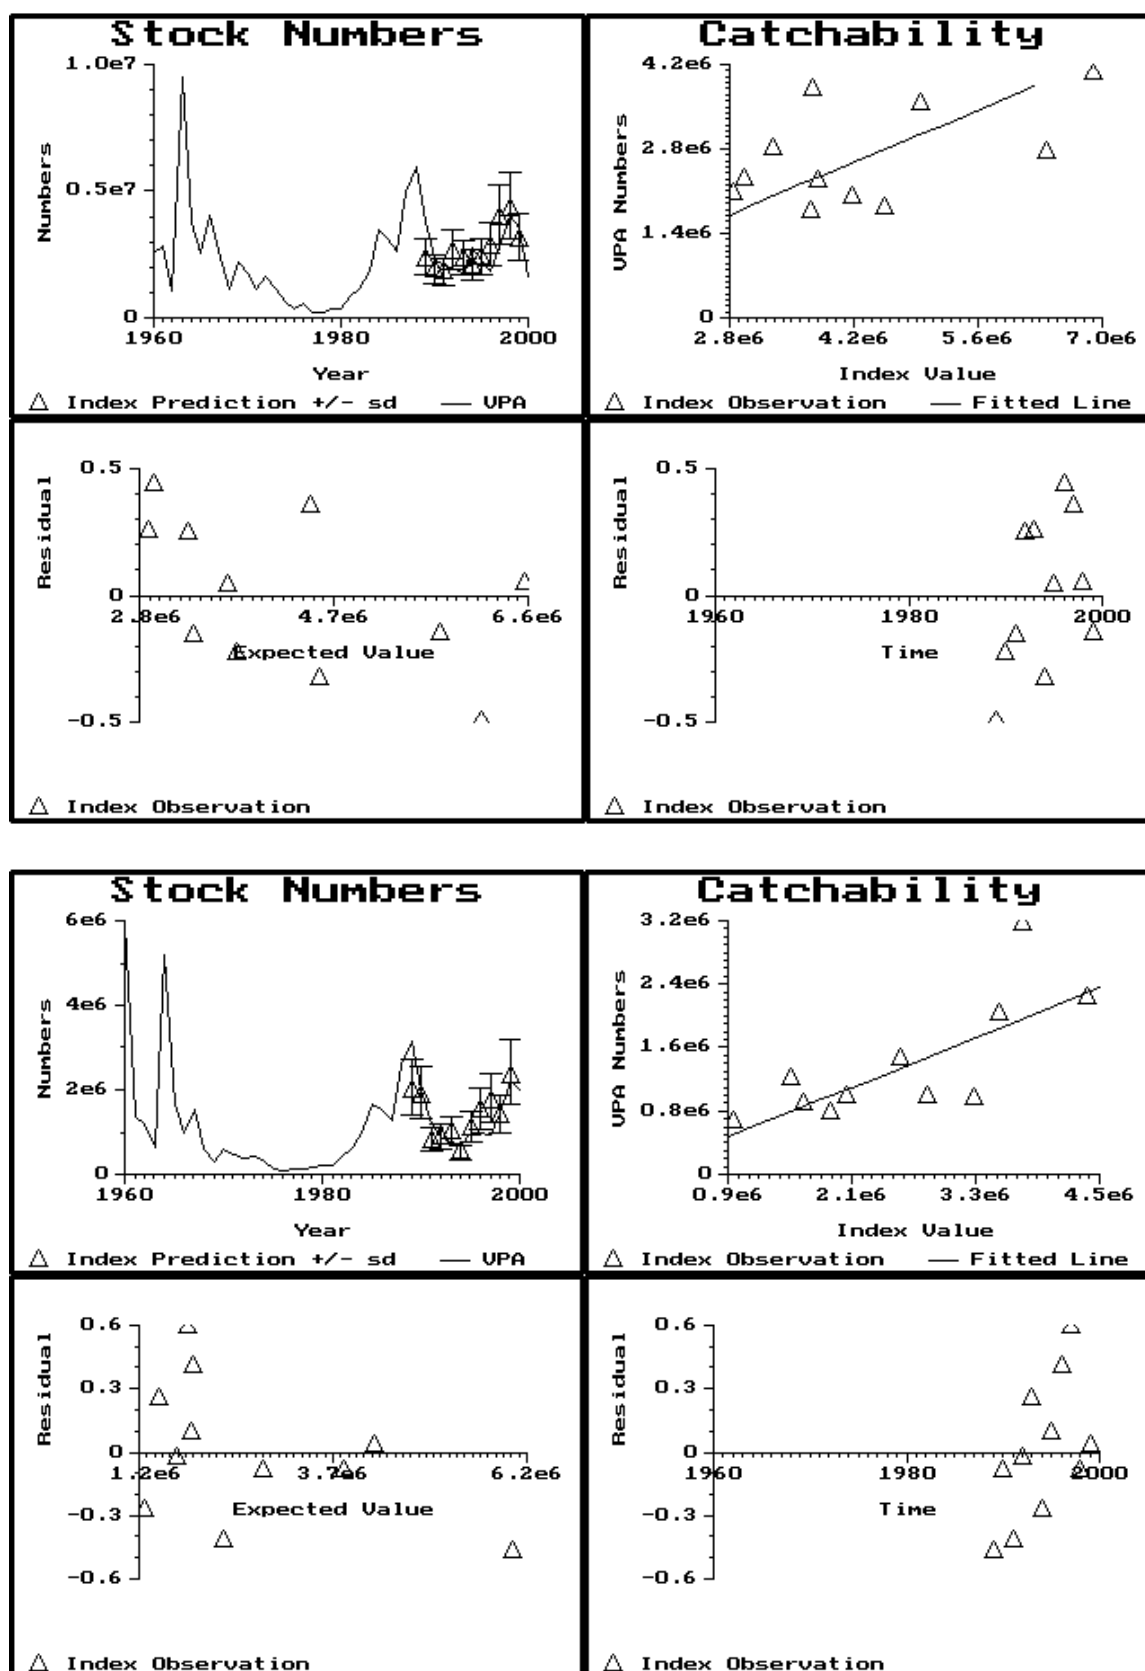 Stock Numbers
1.0e7
0.5e7
0
Numbers
1960 1980 2000
Year
△ Index Prediction +/- sd — VPA
Catchability
4.2e6
2.8e6
1.4e6
0
VPA Numbers
2.8e6 4.2e6 5.6e6 7.0e6
Index Value
△ Index Observation — Fitted Line
0.5
0
-0.5
Residual
2.8e6 4.7e6 6.6e6
Expected Value
△ Index Observation
0.5
0
-0.5
Residual
1960 1980 2000
Time
△ Index Observation
Stock Numbers
6e6
4e6
2e6
0
Numbers
1960 1980 2000
Year
△ Index Prediction +/- sd — VPA
Catchability
3.2e6
2.4e6
1.6e6
0.8e6
0
VPA Numbers
0.9e6 2.1e6 3.3e6 4.5e6
Index Value
△ Index Observation — Fitted Line
0.6
0.3
0
-0.3
-0.6
Residual
1.2e6 3.7e6 6.2e6
Expected Value
△ Index Observation
0.6
0.3
0
-0.3
-0.6
Residual
1960 1980 2000
Time
△ Index Observation